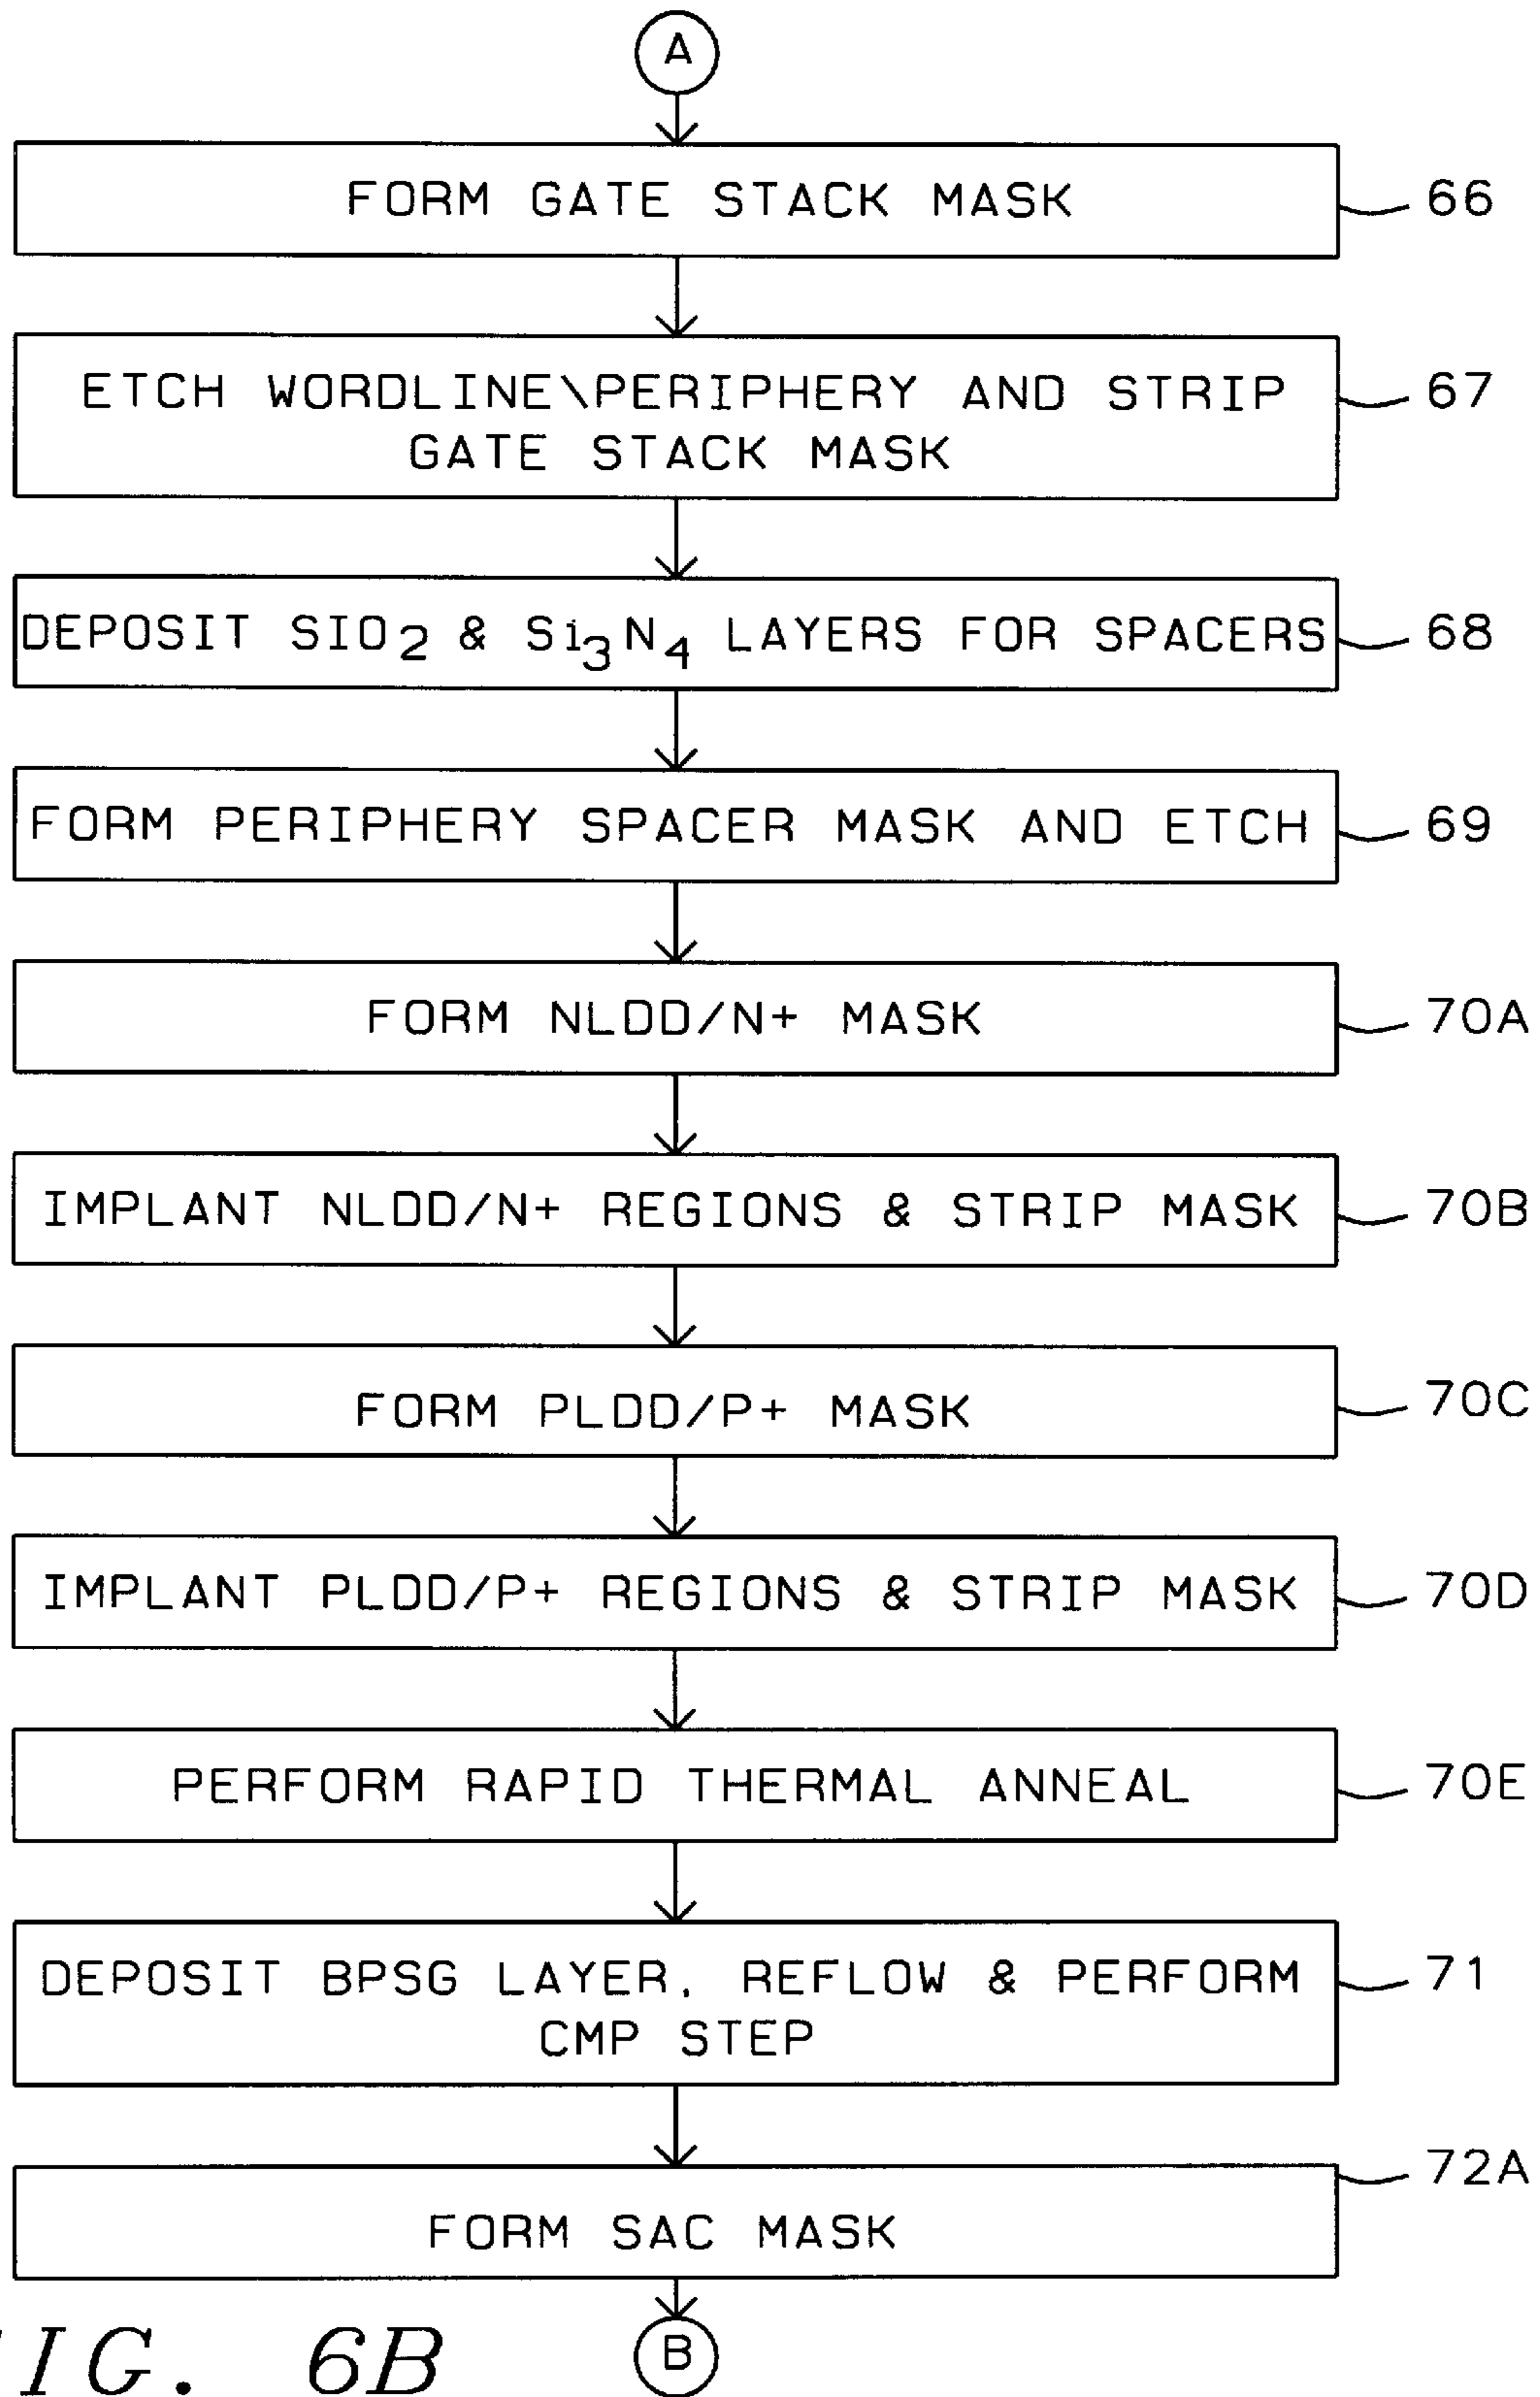 A
FORM GATE STACK MASK
66
ETCH WORDLINE\PERIPHERY AND STRIP
GATE STACK MASK
67
DEPOSIT SIO2 & Si3N4 LAYERS FOR SPACERS
68
FORM PERIPHERY SPACER MASK AND ETCH
69
FORM NLDD/N+ MASK
70A
IMPLANT NLDD/N+ REGIONS & STRIP MASK
70B
FORM PLDD/P+ MASK
70C
IMPLANT PLDD/P+ REGIONS & STRIP MASK
70D
PERFORM RAPID THERMAL ANNEAL
70E
DEPOSIT BPSG LAYER, REFLOW & PERFORM
CMP STEP
71
FORM SAC MASK
72A
B
IG. 6B